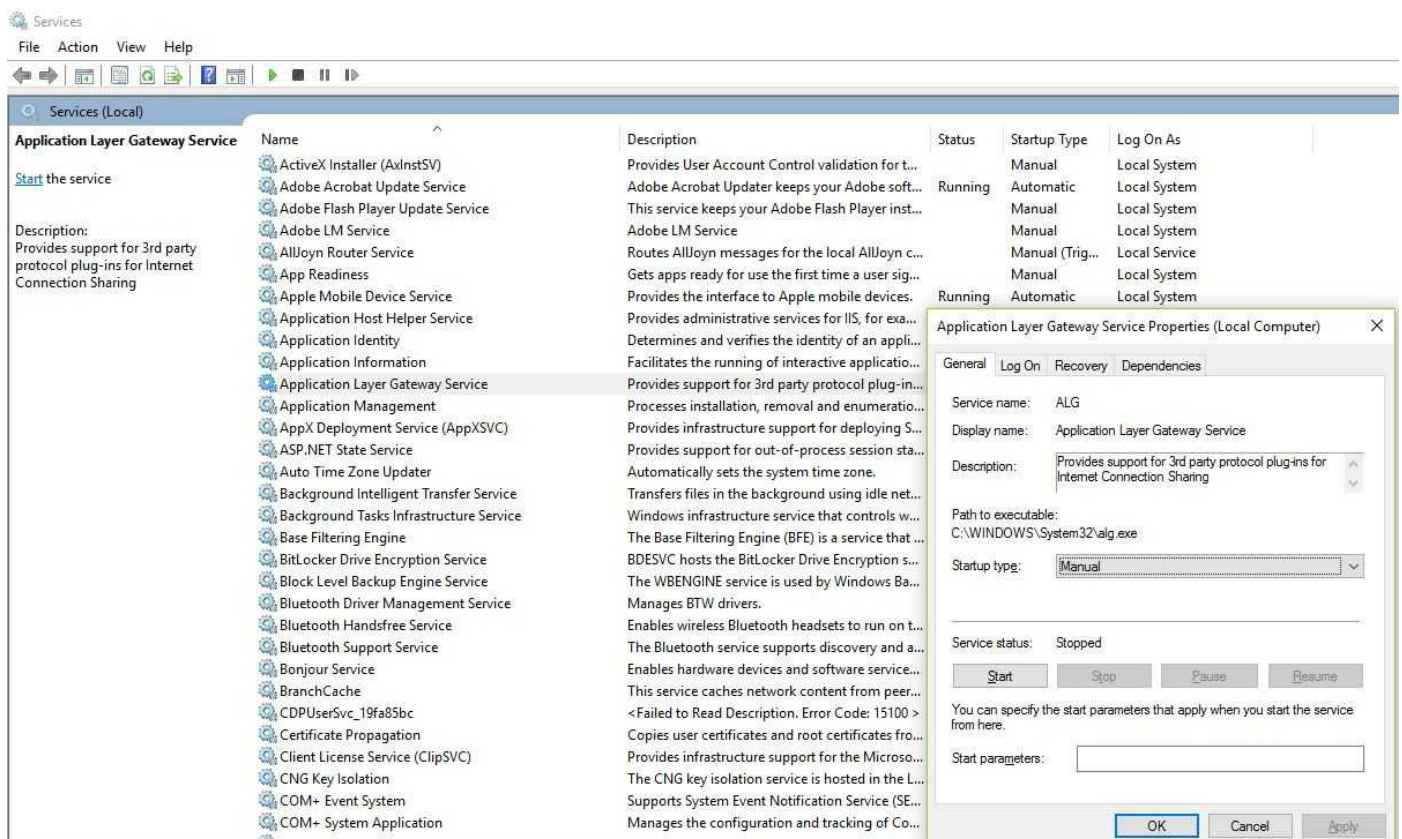 Services
File Action View Help
Services (Local)
Application Layer Gateway Service
Start the service
Description:
Provides support for 3rd party
protocol plug-ins for Internet
Connection Sharing
Name Description Status Startup Type Log On As
ActiveX Installer (AxInstSV) Provides User Account Control validation for t... Manual Local System
Adobe Acrobat Update Service Adobe Acrobat Updater keeps your Adobe soft... Running Automatic Local System
Adobe Flash Player Update Service This service keeps your Adobe Flash Player inst... Manual Local System
Adobe LM Service Adobe LM Service Manual Local System
AllJoyn Router Service Routes AllJoyn messages for the local AllJoyn c... Manual (Trig... Local Service
App Readiness Gets apps ready for use the first time a user sig... Manual Local System
Apple Mobile Device Service Provides the interface to Apple mobile devices. Running Automatic Local System
Application Host Helper Service Provides administrative services for IIS, for exa...
Application Identity Determines and verifies the identity of an appli...
Application Information Facilitates the running of interactive applicatio...
Application Layer Gateway Service Provides support for 3rd party protocol plug-in...
Application Management Processes installation, removal and enumeratio...
AppX Deployment Service (AppXSVC) Provides infrastructure support for deploying S...
ASP.NET State Service Provides support for out-of-process session sta...
Auto Time Zone Updater Automatically sets the system time zone.
Background Intelligent Transfer Service Transfers files in the background using idle net...
Background Tasks Infrastructure Service Windows infrastructure service that controls w...
Base Filtering Engine The Base Filtering Engine (BFE) is a service that ...
BitLocker Drive Encryption Service BDESVC hosts the BitLocker Drive Encryption s...
Block Level Backup Engine Service The WBENGINE service is used by Windows Ba...
Bluetooth Driver Management Service Manages BTW drivers.
Bluetooth Handsfree Service Enables wireless Bluetooth headsets to run on t...
Bluetooth Support Service The Bluetooth service supports discovery and a...
Bonjour Service Enables hardware devices and software service...
BranchCache This service caches network content from peer...
CDPUserSvc_19fa85bc <Failed to Read Description. Error Code: 15100 >
Certificate Propagation Copies user certificates and root certificates fro...
Client License Service (ClipSVC) Provides infrastructure support for the Microso...
CNG Key Isolation The CNG key isolation service is hosted in the L...
COM+ Event System Supports System Event Notification Service (SE...
COM+ System Application Manages the configuration and tracking of Co...
Application Layer Gateway Service Properties (Local Computer)
General Log On Recovery Dependencies
Service name: ALG
Display name: Application Layer Gateway Service
Description: Provides support for 3rd party protocol plug-ins for
Internet Connection Sharing
Path to executable:
C:\WINDOWS\System32\alg.exe
Startup type: Manual
Service status: Stopped
Start Stop Pause Resume
You can specify the start parameters that apply when you start the service
from here.
Start parameters:
OK Cancel Apply